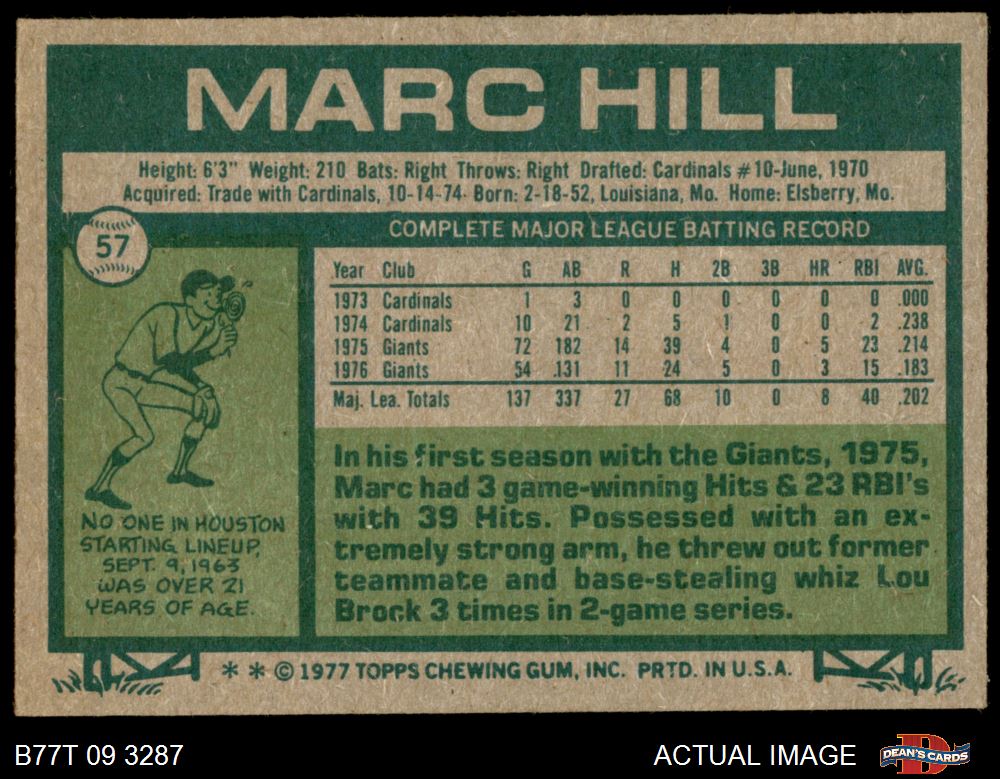 MARC HILL
Height: 6'3" Weight: 210 Bats: Right Throws: Right Drafted: Cardinals #10-June, 1970
Acquired: Trade with Cardinals, 10-14-74· Born: 2-18-52, Louisiana, Mo. Home: Elsberry, Mo.
57
COMPLETE MAJOR LEAGUE BATTING RECORD
Year Club G AB R H 2B 3B HR RBI AVG.
1973 Cardinals 1 3 0 0 0 0 0 0 .000
1974 Cardinals 10 21 2 5 1 0 0 2 .238
1975 Giants 72 182 14 39 4 0 5 23 .214
1976 Giants 54 131 11 24 5 0 3 15 .183
Maj. Lea. Totals 137 337 27 68 10 0 8 40 .202
NO ONE IN HOUSTON
STARTING LINEUP,
SEPT. 9, 1963
WAS OVER 21
YEARS OF AGE.
In his first season with the Giants, 1975,
Marc had 3 game-winning Hits & 23 RBI's
with 39 Hits. Possessed with an ex-
tremely strong arm, he threw out former
teammate and base-stealing whiz Lou
Brock 3 times in 2-game series.
* * © 1977 TOPPS CHEWING GUM, INC. PRTD. IN U.S.A.
B77T 09 3287
ACTUAL IMAGE
DEAN'S CARDS